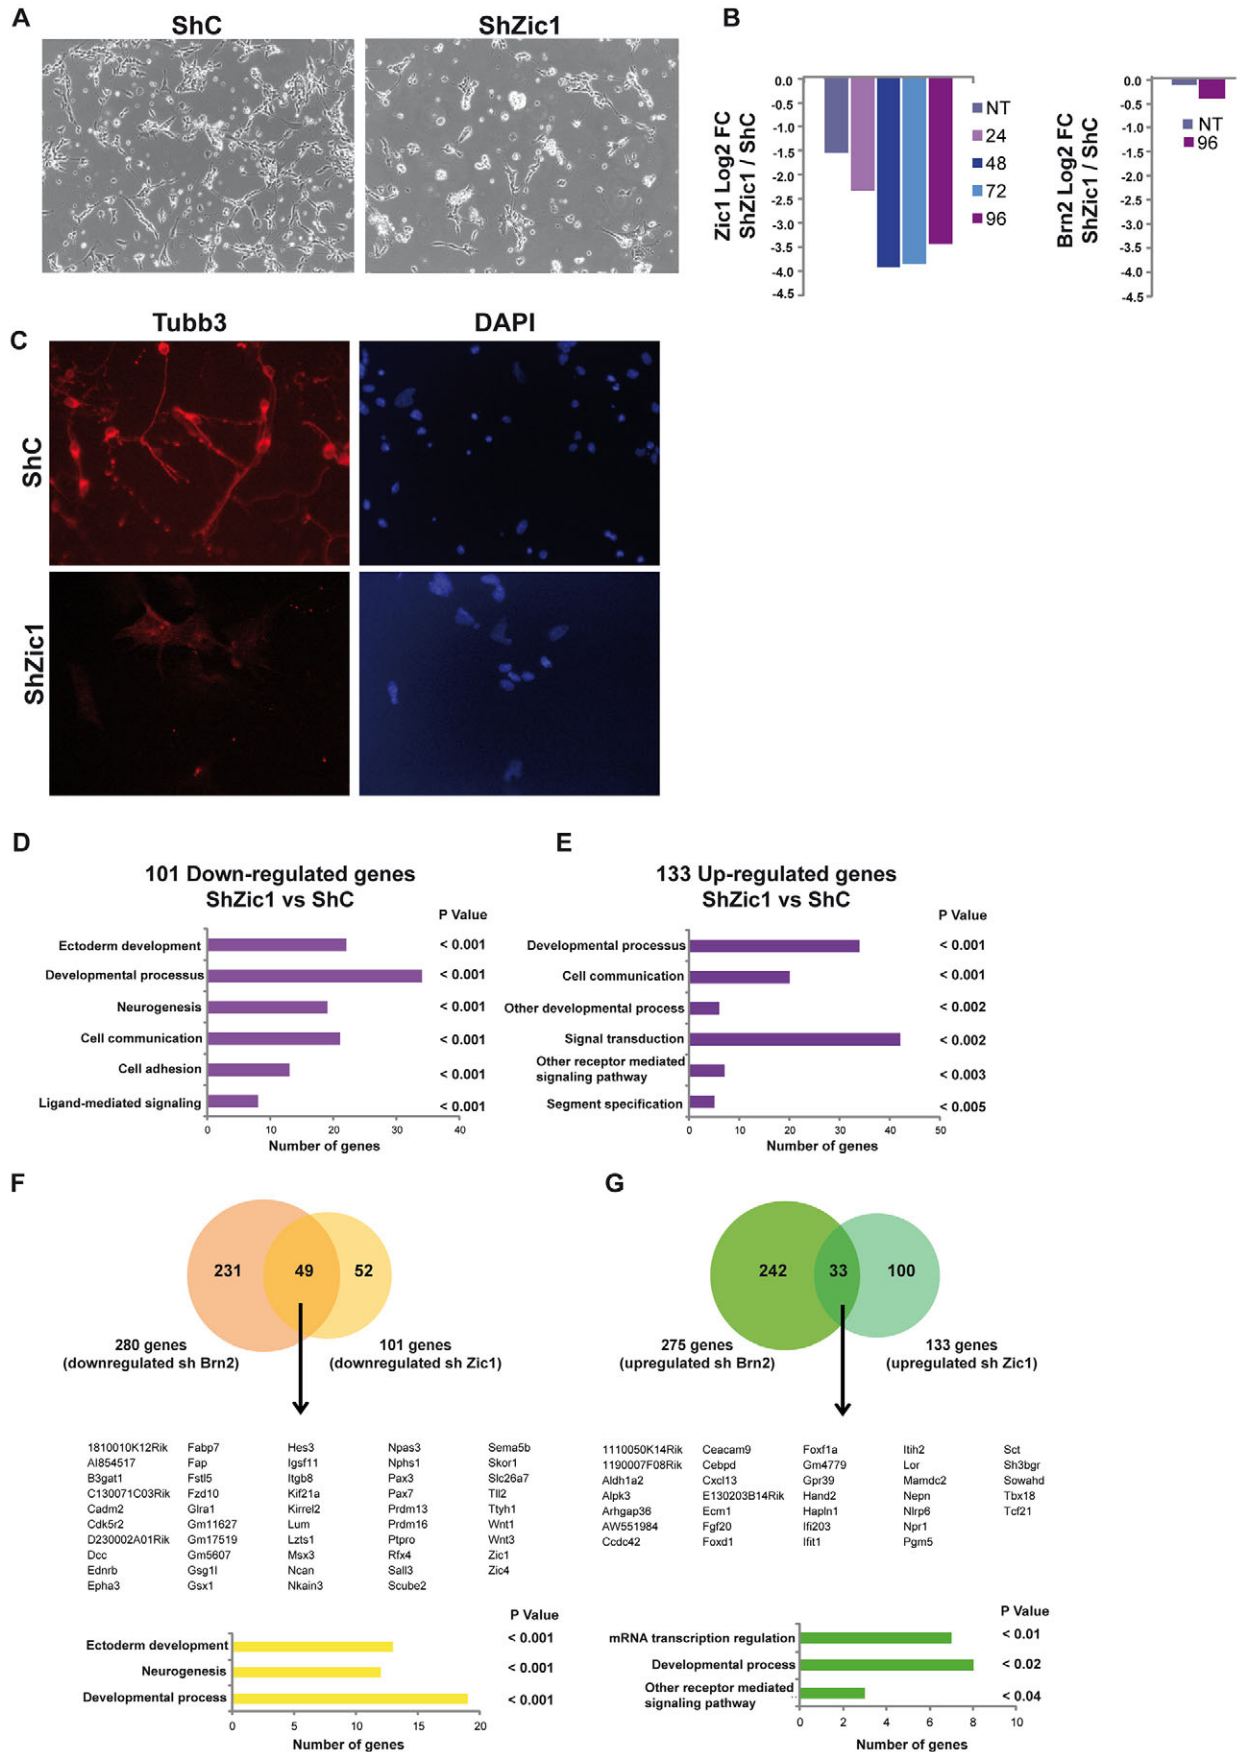 A
ShC
ShZic1
B
Zic1 Log2 FC
ShZic1 / ShC
0.0
-0.5
-1.0
-1.5
-2.0
-2.5
-3.0
-3.5
-4.0
-4.5
NT
24
48
72
96
Brn2 Log2 FC
ShZic1 / ShC
0.0
-0.5
-1.0
-1.5
-2.0
-2.5
-3.0
-3.5
-4.0
-4.5
NT
96
C
Tubb3
DAPI
ShC
ShZic1
D
101 Down-regulated genes
ShZic1 vs ShC
P Value
Ectoderm development < 0.001
Developmental processus < 0.001
Neurogenesis < 0.001
Cell communication < 0.001
Cell adhesion < 0.001
Ligand-mediated signaling < 0.001
0 10 20 30 40
Number of genes
E
133 Up-regulated genes
ShZic1 vs ShC
P Value
Developmental processus < 0.001
Cell communication < 0.001
Other developmental process < 0.002
Signal transduction < 0.002
Other receptor mediated
signaling pathway < 0.003
Segment specification < 0.005
0 10 20 30 40 50
Number of genes
F
231 49 52
280 genes
(downregulated sh Brn2)
101 genes
(downregulated sh Zic1)
1810010K12Rik Fabp7 Hes3 Npas3 Sema5b
AI854517 Fap Igsf11 Nphs1 Skor1
B3gat1 Fstl5 Itgb8 Pax3 Slc26a7
C130071C03Rik Fzd10 Kif21a Pax7 Tll2
Cadm2 Glra1 Kirrel2 Prdm13 Ttyh1
Cdk5r2 Gm11627 Lum Prdm16 Wnt1
D230002A01Rik Gm17519 Lzts1 Ptpro Wnt3
Dcc Gm5607 Msx3 Rfx4 Zic1
Ednrb Gsg1l Ncan Sall3 Zic4
Epha3 Gsx1 Nkain3 Scube2
P Value
Ectoderm development < 0.001
Neurogenesis < 0.001
Developmental process < 0.001
0 5 10 15 20
Number of genes
G
242 33 100
275 genes
(upregulated sh Brn2)
133 genes
(upregulated sh Zic1)
1110050K14Rik Ceacam9 Foxf1a Itih2 Sct
1190007F08Rik Cebpd Gm4779 Lor Sh3bgr
Aldh1a2 Cxcl13 Gpr39 Mamdc2 Sowahd
Alpk3 E130203B14Rik Hand2 Nepn Tbx18
Arhgap36 Ecm1 Hapln1 Nlrp6 Tcf21
AW551984 Fgf20 Ifi203 Npr1
Ccdc42 Foxd1 Ifit1 Pgm5
P Value
mRNA transcription regulation < 0.01
Developmental process < 0.02
Other receptor mediated
signaling pathway < 0.04
0 2 4 6 8 10
Number of genes